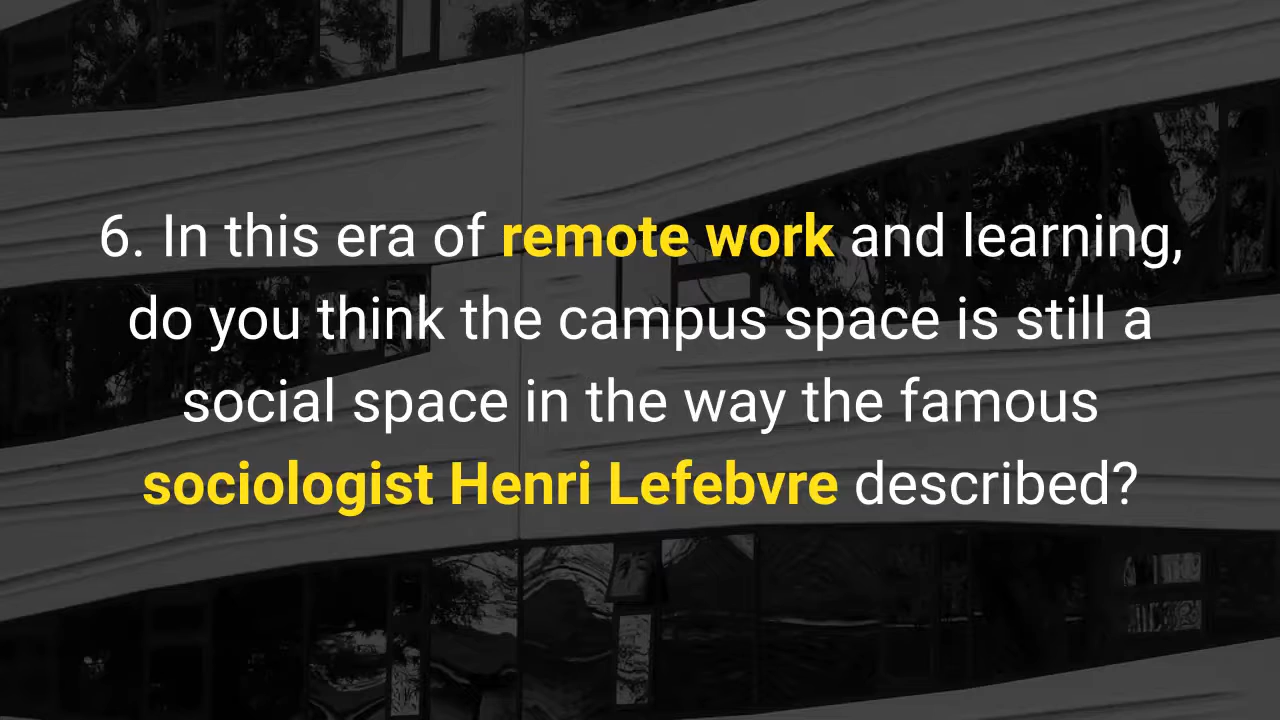 6. In this era of remote work and learning,
do you think the campus space is still a
social space in the way the famous
sociologist Henri Lefebvre described?